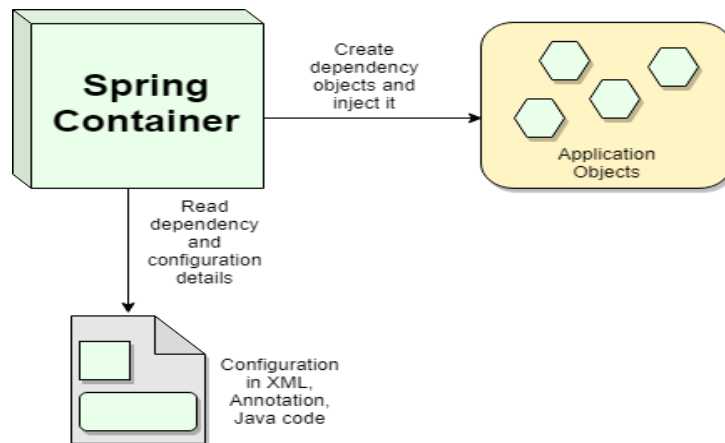 Spring
Container
Create
dependency
objects and
inject it
Application
Objects
Read
dependency
and
configuration
details
Configuration
in XML,
Annotation,
Java code